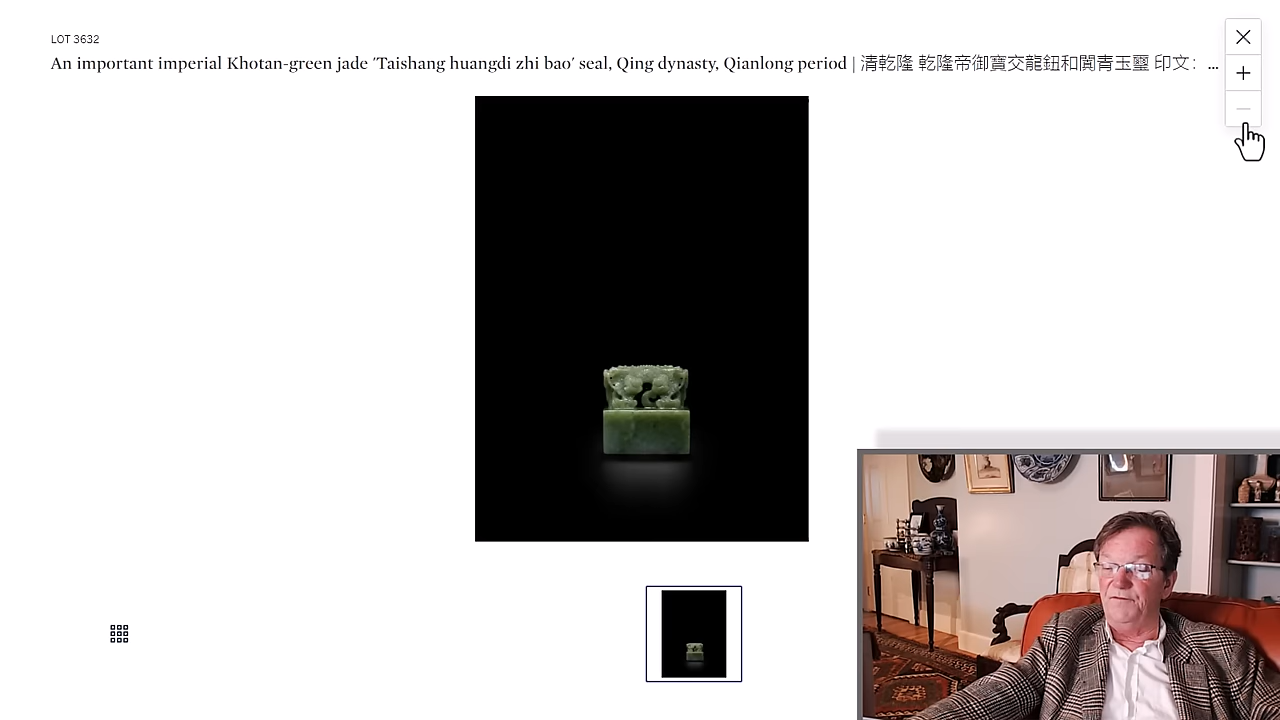 LOT 3632
An important imperial Khotan-green jade 'Taishang huangdi zhi bao' seal, Qing dynasty, Qianlong period | 清乾隆 乾隆帝御寶交龍鈕和闐青玉璽 印文： ...